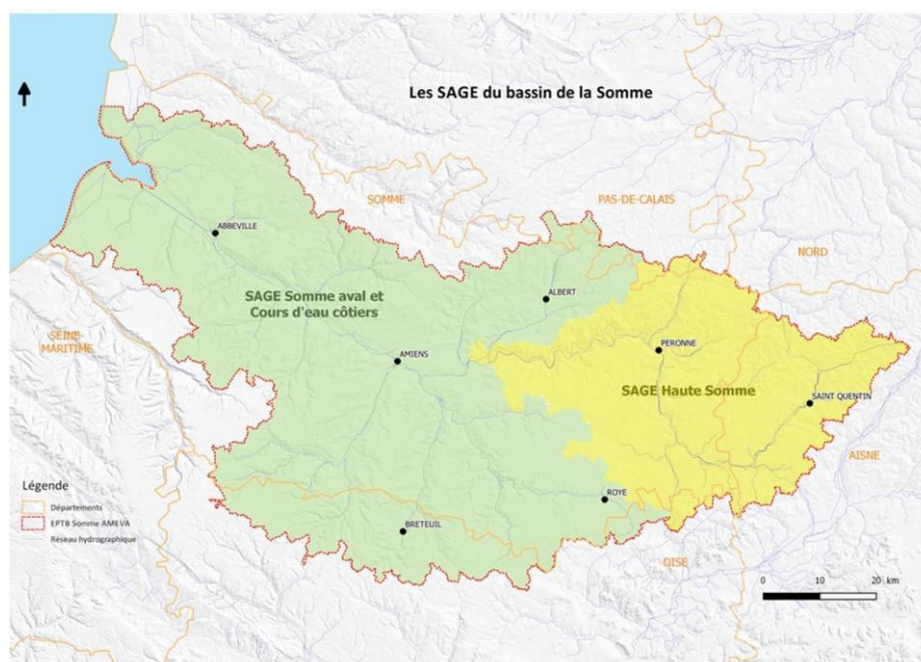 Les SAGE du bassin de la Somme
SOMME
PAS-DE-CALAIS
NORD
ABBEVILLE
ALBERT
SAGE Somme aval et
Cours d'eau côtiers
SEINE-
MARITIME
PERONNE
AMIENS
SAGE Haute Somme
SAINT QUENTIN
AISNE
Légende
Départements
EPTB Somme AMEVA
Réseau hydrographique
ROYE
BRETEUIL
OISE
0 10 20 km